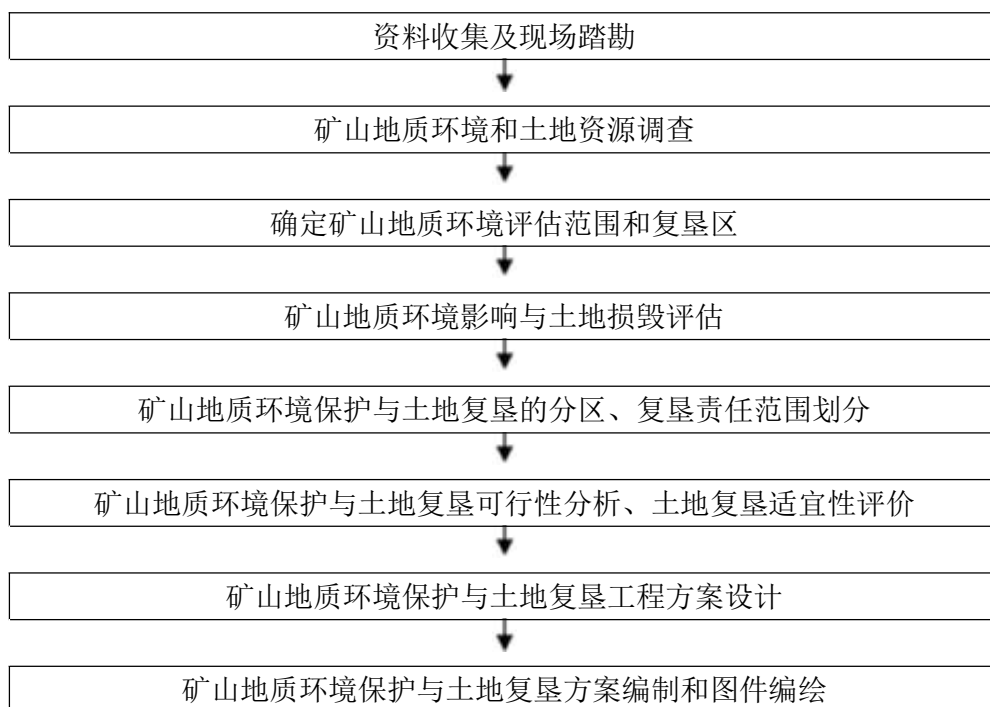 资料收集及现场踏勘
矿山地质环境和土地资源调查
确定矿山地质环境评估范围和复垦区
矿山地质环境影响与土地损毁评估
矿山地质环境保护与土地复垦的分区、复垦责任范围划分
矿山地质环境保护与土地复垦可行性分析、土地复垦适宜性评价
矿山地质环境保护与土地复垦工程方案设计
矿山地质环境保护与土地复垦方案编制和图件编绘